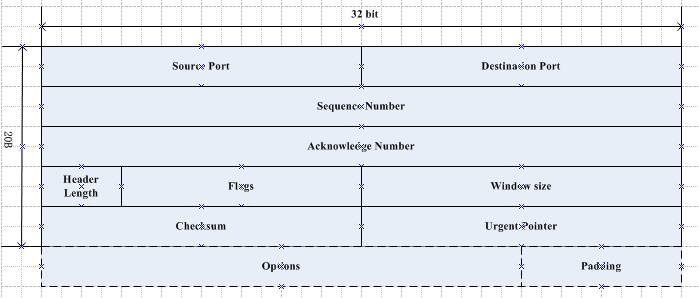 32 bit
Source Port
Destination Port
Sequence Number
20B
Acknowledge Number
Header
Length
Flags
Window size
Checksum
Urgent Pointer
Options
Padding